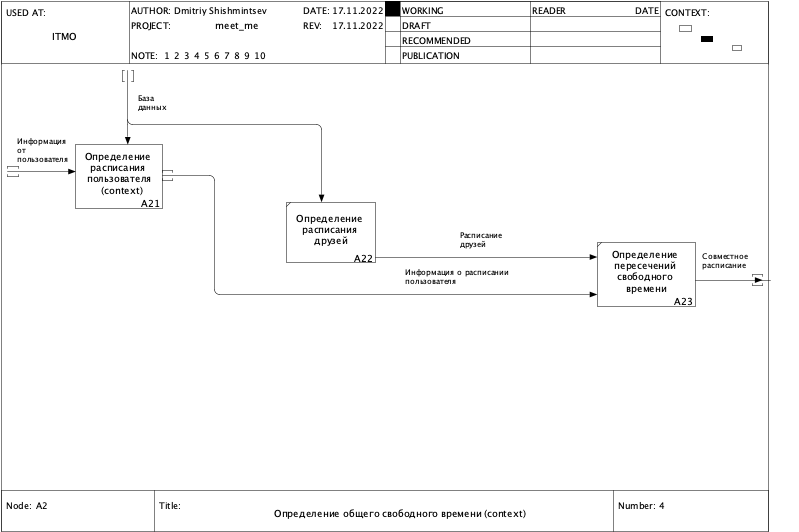 USED AT:
ITMO
AUTHOR: Dmitriy Shishmintsev
DATE: 17.11.2022
PROJECT: meet_me
REV: 17.11.2022
NOTE: 1 2 3 4 5 6 7 8 9 10
WORKING
DRAFT
RECOMMENDED
PUBLICATION
READER
DATE
CONTEXT:
База
данных
Информация
от
пользователя
Определение
расписания
пользователя
(context)
A21
Определение
расписания
друзей
A22
Расписание
друзей
Информация о расписании
пользователя
Определение
пересечений
свободного
времени
A23
Совместное
расписание
Node: A2
Title:
Определение общего свободного времени (context)
Number: 4